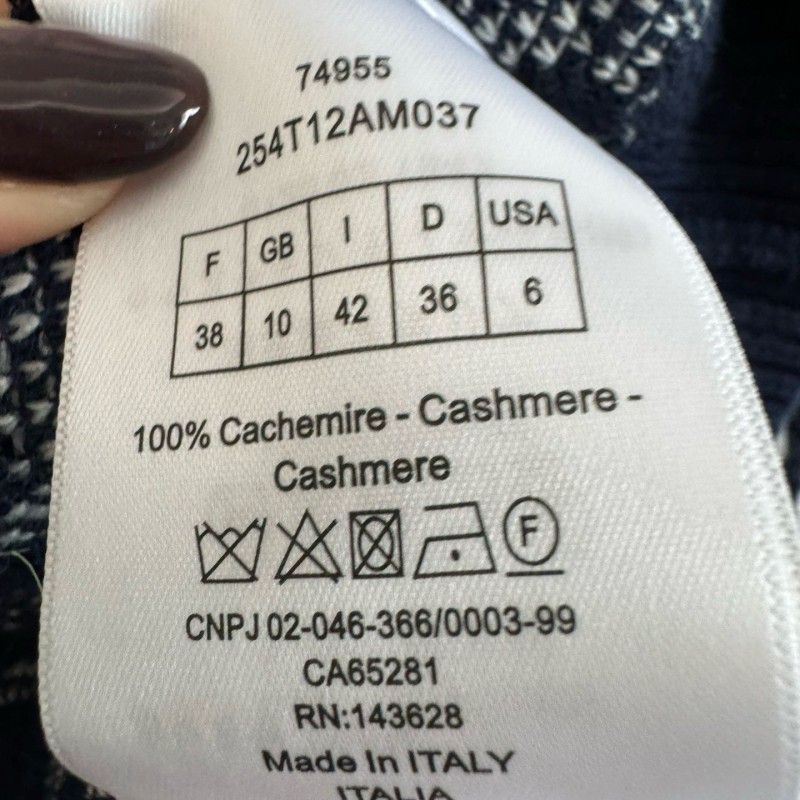 74955
254T12AM037
F GB I D USA
38 10 42 36 6
100% Cachemire - Cashmere -
Cashmere
F
CNPJ 02-046-366/0003-99
CA65281
RN:143628
Made In ITALY
ITALIA